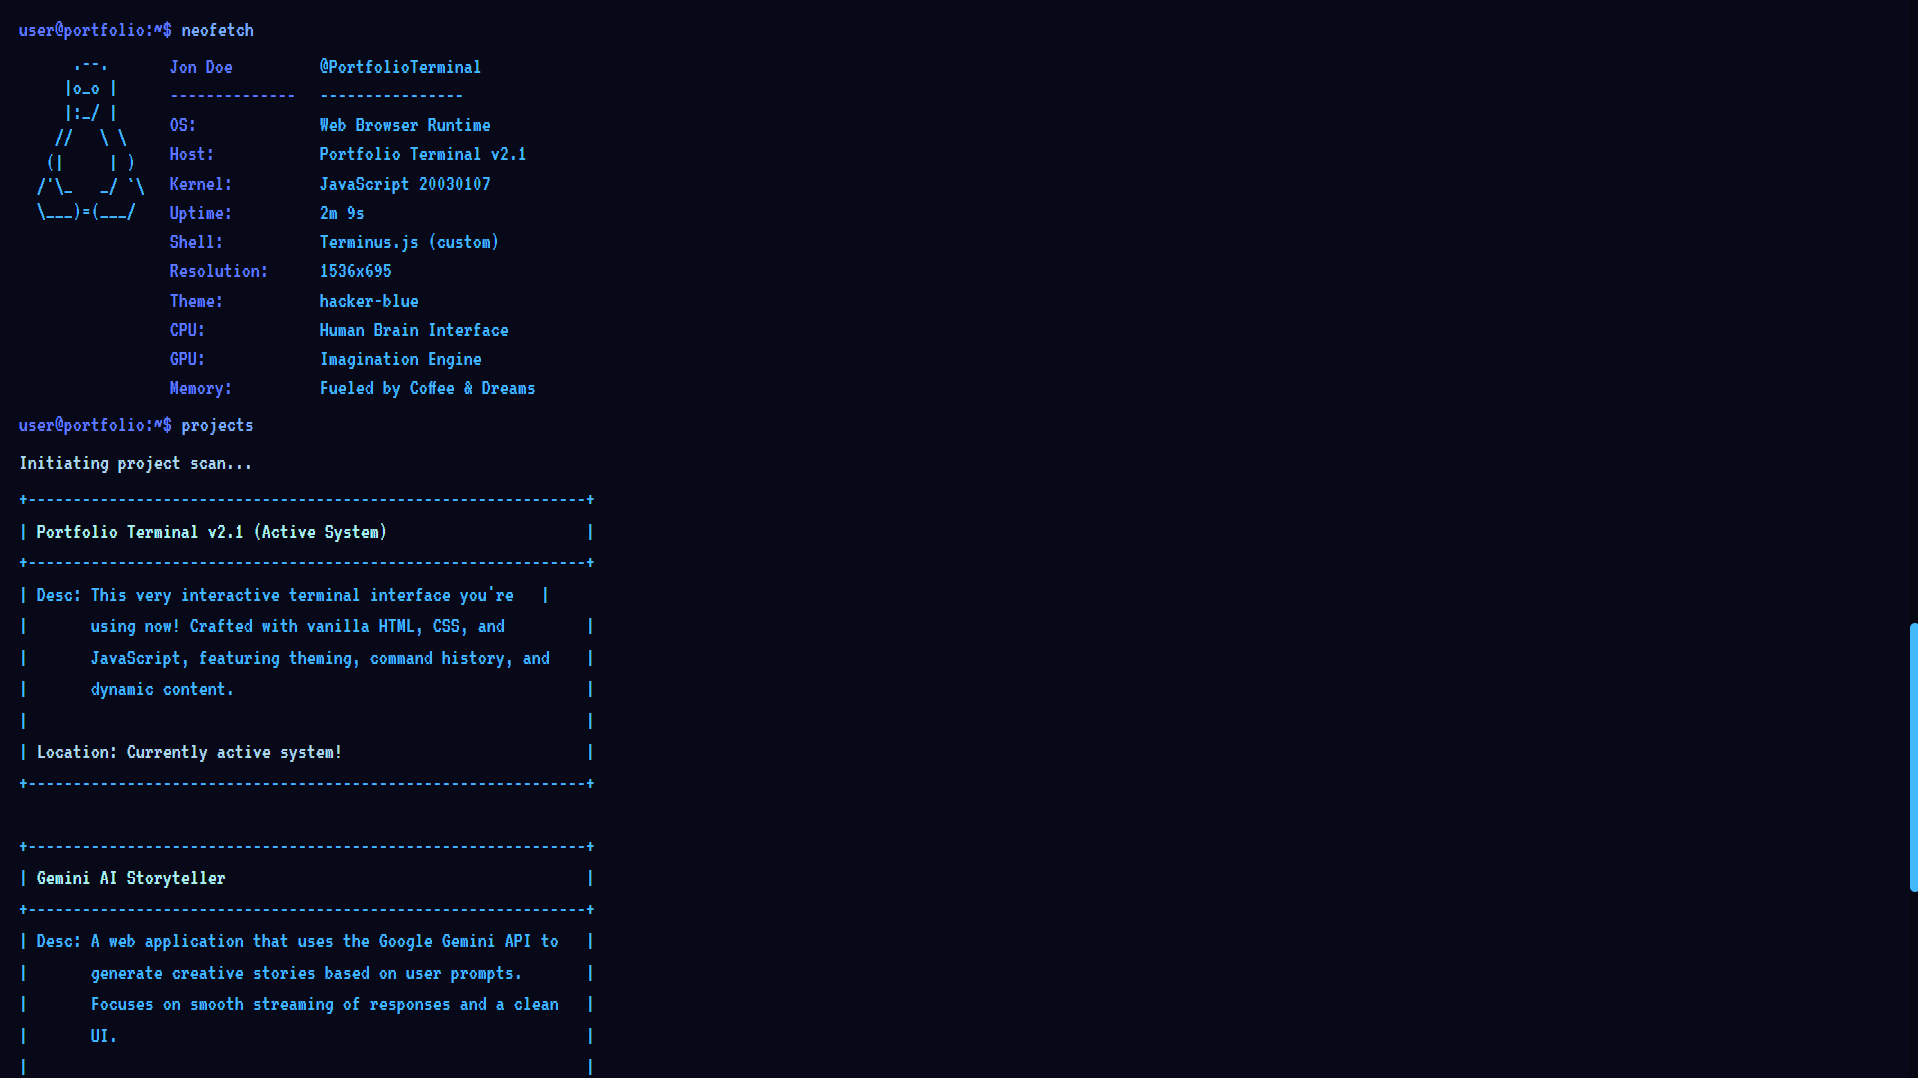 user@portfolio:~$ neofetch
       .--.
      |o_o |
      |:_/ |
     //   \ \
    (|     | )
   /'\_   _/ `\
   \___)=(___/
Jon Doe @PortfolioTerminal
-------------- ----------------
OS: Web Browser Runtime
Host: Portfolio Terminal v2.1
Kernel: JavaScript 20030107
Uptime: 2m 9s
Shell: Terminus.js (custom)
Resolution: 1536x695
Theme: hacker-blue
CPU: Human Brain Interface
GPU: Imagination Engine
Memory: Fueled by Coffee & Dreams
user@portfolio:~$ projects
Initiating project scan...
+--------------------------------------------------------------+
| Portfolio Terminal v2.1 (Active System)                      |
+--------------------------------------------------------------+
| Desc: This very interactive terminal interface you're   |
|       using now! Crafted with vanilla HTML, CSS, and         |
|       JavaScript, featuring theming, command history, and    |
|       dynamic content.                                       |
|                                                              |
| Location: Currently active system!                           |
+--------------------------------------------------------------+
+--------------------------------------------------------------+
| Gemini AI Storyteller                                        |
+--------------------------------------------------------------+
| Desc: A web application that uses the Google Gemini API to   |
|       generate creative stories based on user prompts.       |
|       Focuses on smooth streaming of responses and a clean   |
|       UI.                                                    |
|                                                              |